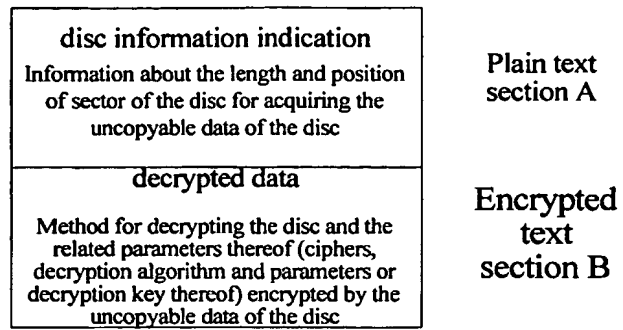 disc information indication
Information about the length and position
of sector of the disc for acquiring the
uncopyable data of the disc
Plain text
section A
decrypted data
Method for decrypting the disc and the
related parameters thereof (ciphers,
decryption algorithm and parameters or
decryption key thereof) encrypted by the
uncopyable data of the disc
Encrypted
text
section B